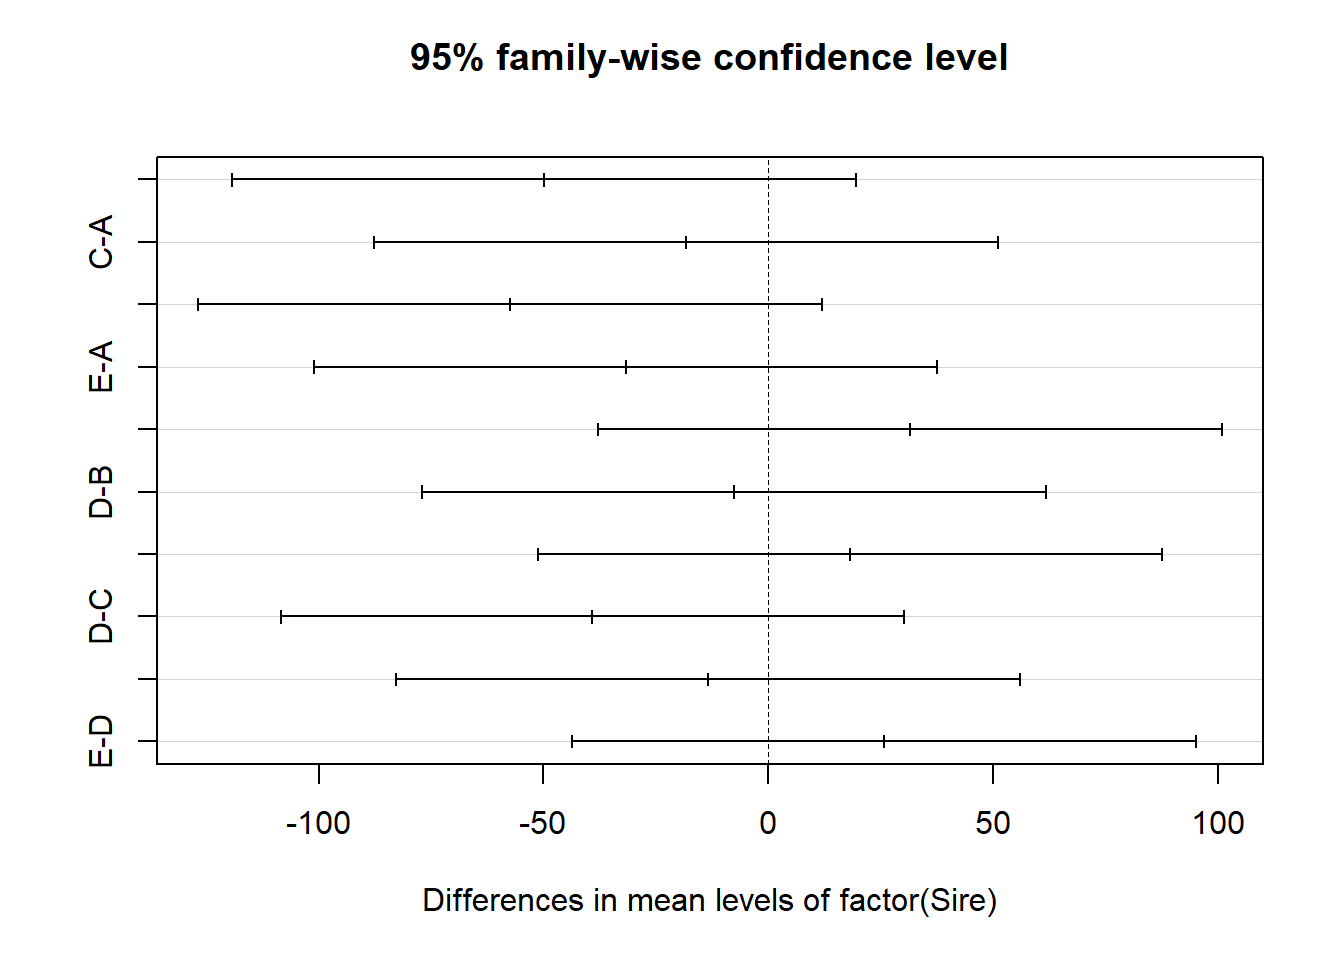 95% family-wise confidence level
C-A
E-A
D-B
D-C
E-D
-100 -50 0 50 100
Differences in mean levels of factor(Sire)